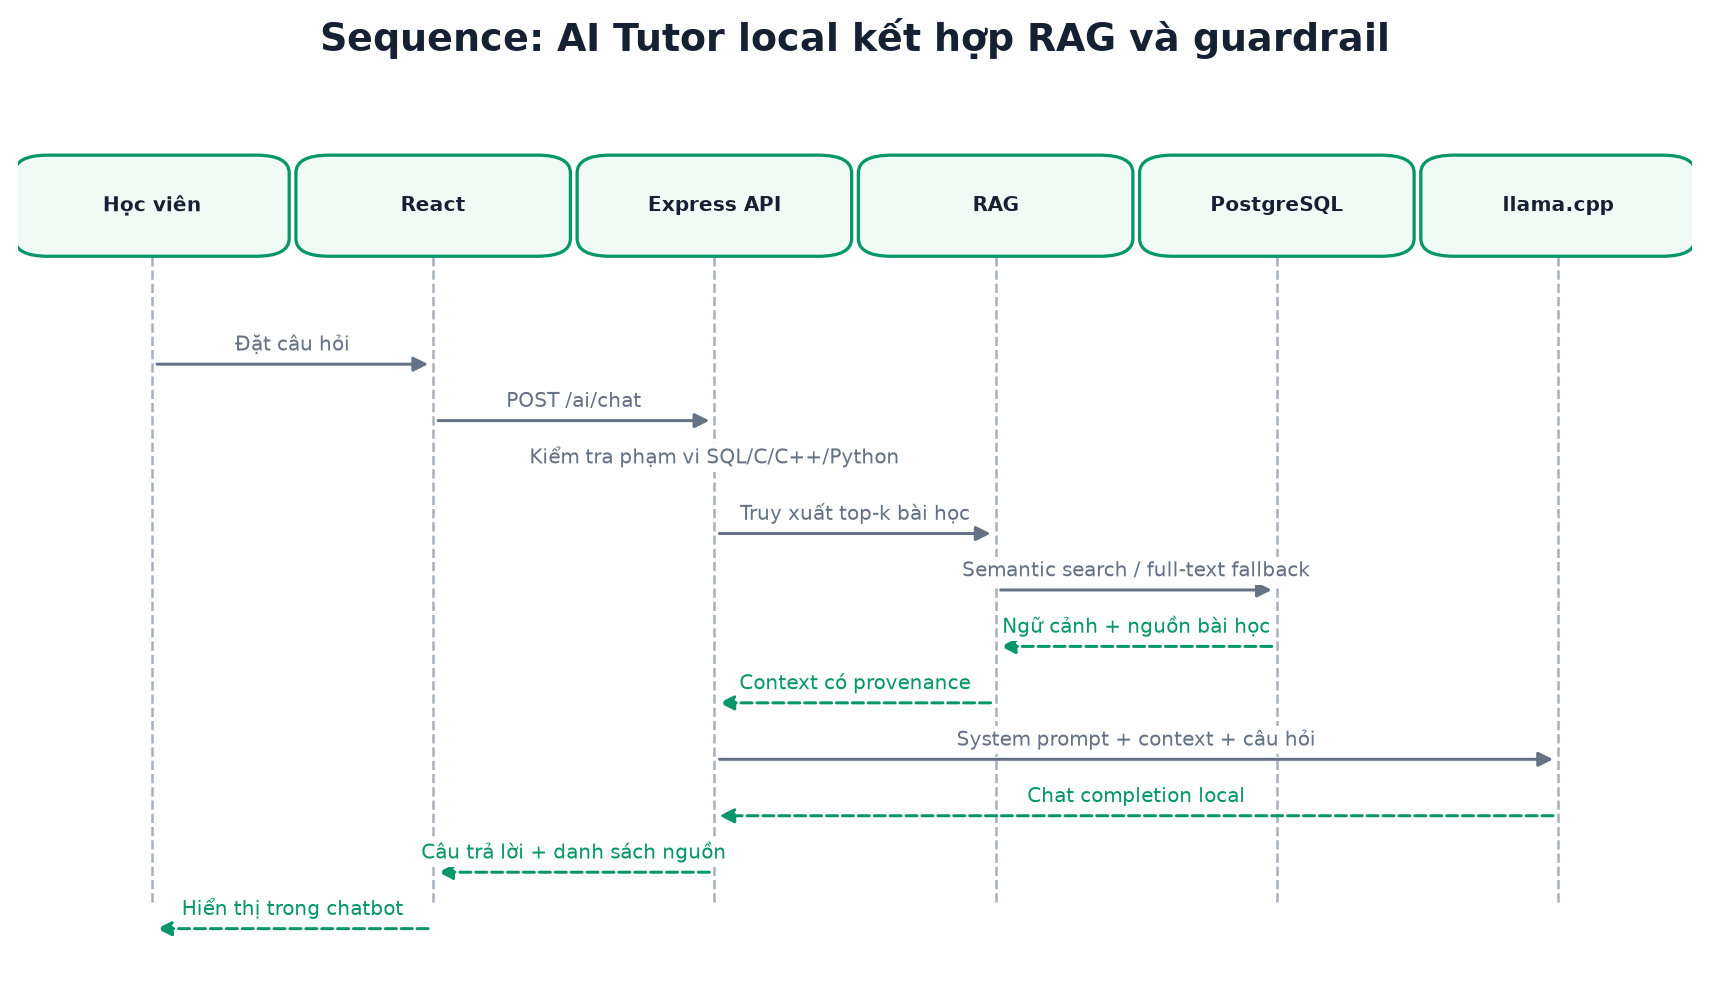 Sequence: AI Tutor local kết hợp RAG và guardrail
Học viên
React
Express API
RAG
PostgreSQL
llama.cpp
Đặt câu hỏi
POST /ai/chat
Kiểm tra phạm vi SQL/C/C++/Python
Truy xuất top-k bài học
Semantic search / full-text fallback
Ngữ cảnh + nguồn bài học
Context có provenance
System prompt + context + câu hỏi
Chat completion local
Câu trả lời + danh sách nguồn
Hiển thị trong chatbot